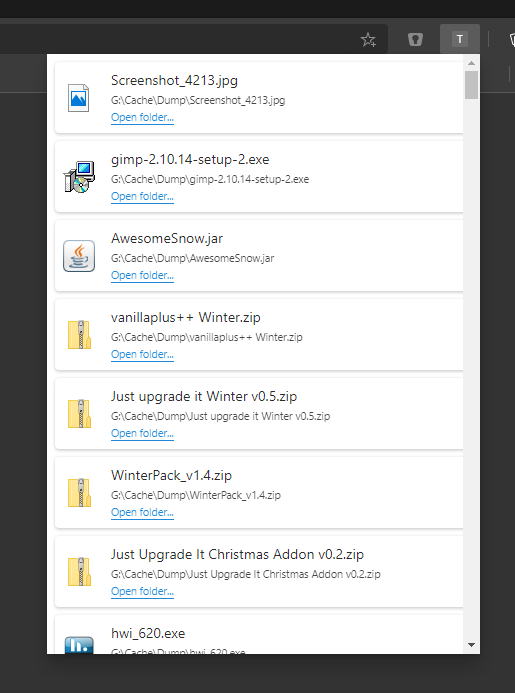 T
Screenshot_4213.jpg
G:\Cache\Dump\Screenshot_4213.jpg
Open folder...
gimp-2.10.14-setup-2.exe
G:\Cache\Dump\gimp-2.10.14-setup-2.exe
Open folder...
AwesomeSnow.jar
G:\Cache\Dump\AwesomeSnow.jar
Open folder...
vanillaplus++ Winter.zip
G:\Cache\Dump\vanillaplus++ Winter.zip
Open folder...
Just upgrade it Winter v0.5.zip
G:\Cache\Dump\Just upgrade it Winter v0.5.zip
Open folder...
WinterPack_v1.4.zip
G:\Cache\Dump\WinterPack_v1.4.zip
Open folder...
Just Upgrade It Christmas Addon v0.2.zip
G:\Cache\Dump\Just Upgrade It Christmas Addon v0.2.zip
Open folder...
hwi_620.exe
G:\Cache\Dump\hwi_620.exe